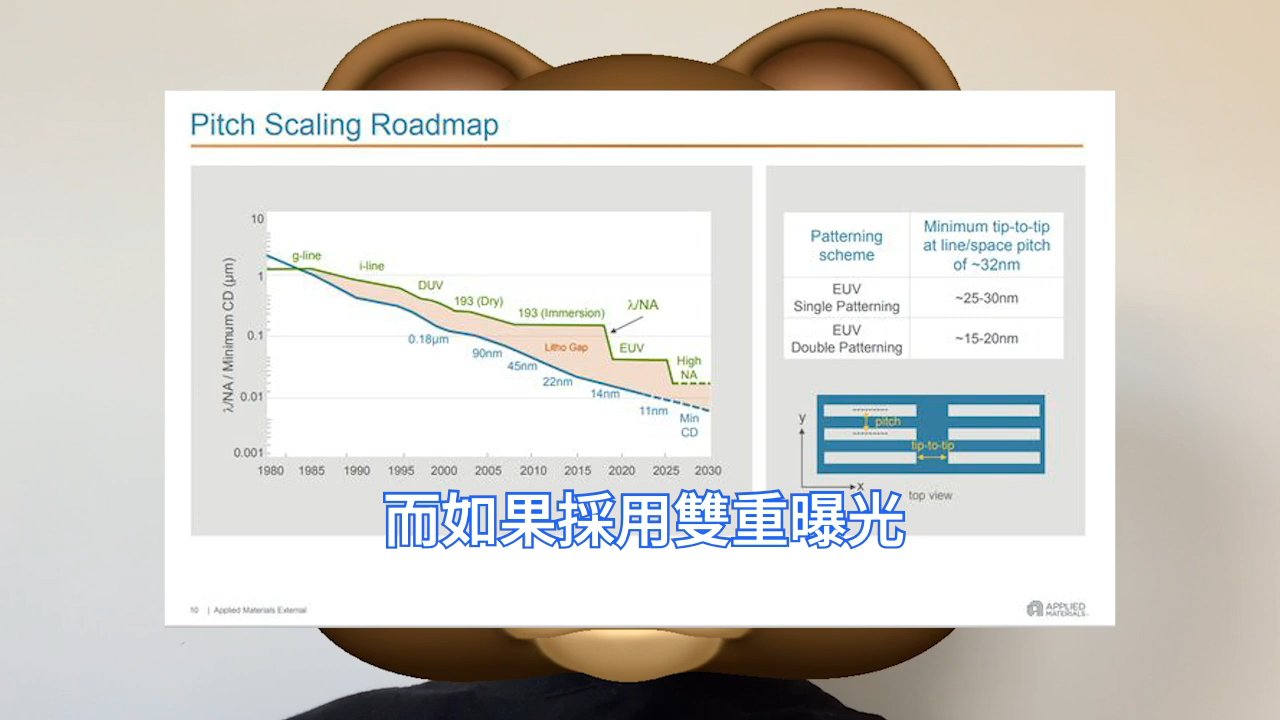 Pitch Scaling Roadmap
λ/NA / Minimum CD (μm)
10
1
0.1
0.01
0.001
g-line
i-line
DUV
193 (Dry)
193 (Immersion)
λ/NA
EUV
High
NA
Litho Gap
0.18μm
90nm
45nm
22nm
14nm
11nm
Min
CD
1980 1985 1990 1995 2000 2005 2010 2015 2020 2025 2030
Patterning
scheme
Minimum tip-to-tip
at line/space pitch
of ~32nm
EUV
Single Patterning
~25-30nm
EUV
Double Patterning
~15-20nm
y
pitch
tip-to-tip
x
top view
而如果採用雙重曝光
10 | Applied Materials External
APPLIED
MATERIALS